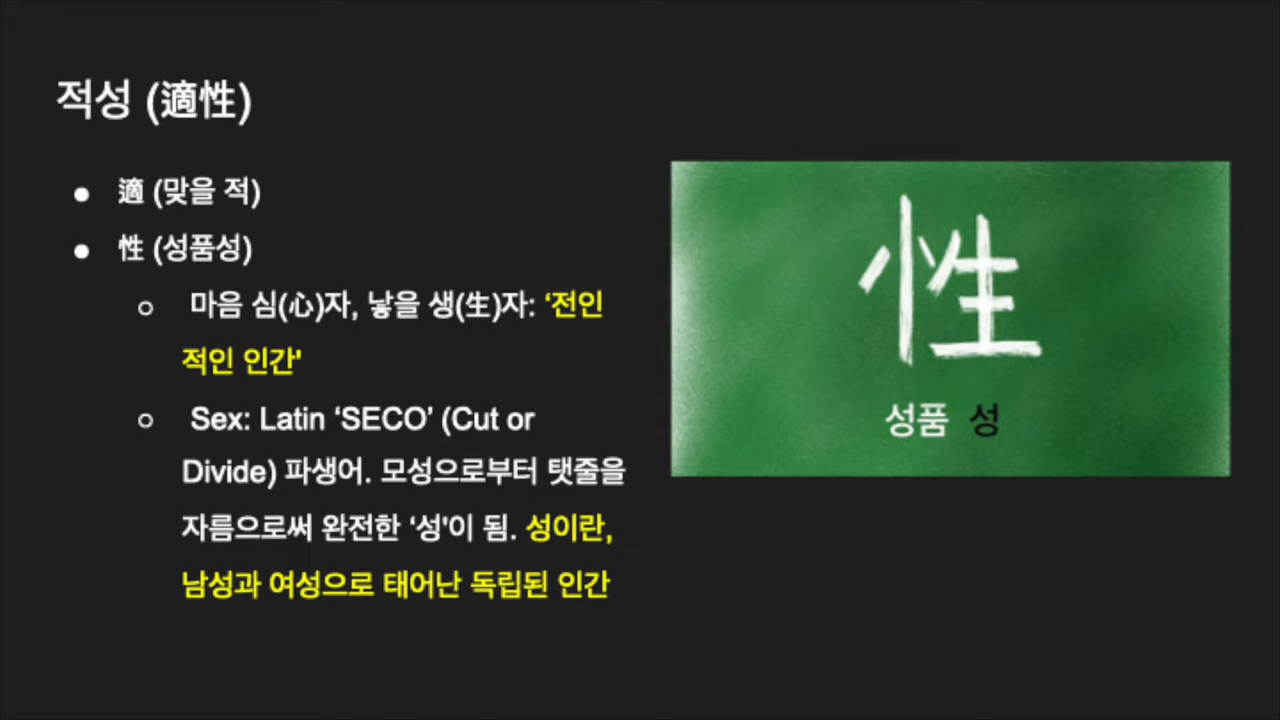 적성 (適性)
● 適 (맞을 적)
● 性 (성품성)
○ 마음 심(心)자, 낳을 생(生)자: ‘전인
적인 인간'
○ Sex: Latin ‘SECO’ (Cut or
Divide) 파생어. 모성으로부터 탯줄을
자름으로써 완전한 ‘성'이 됨. 성이란,
남성과 여성으로 태어난 독립된 인간
性
성품 성